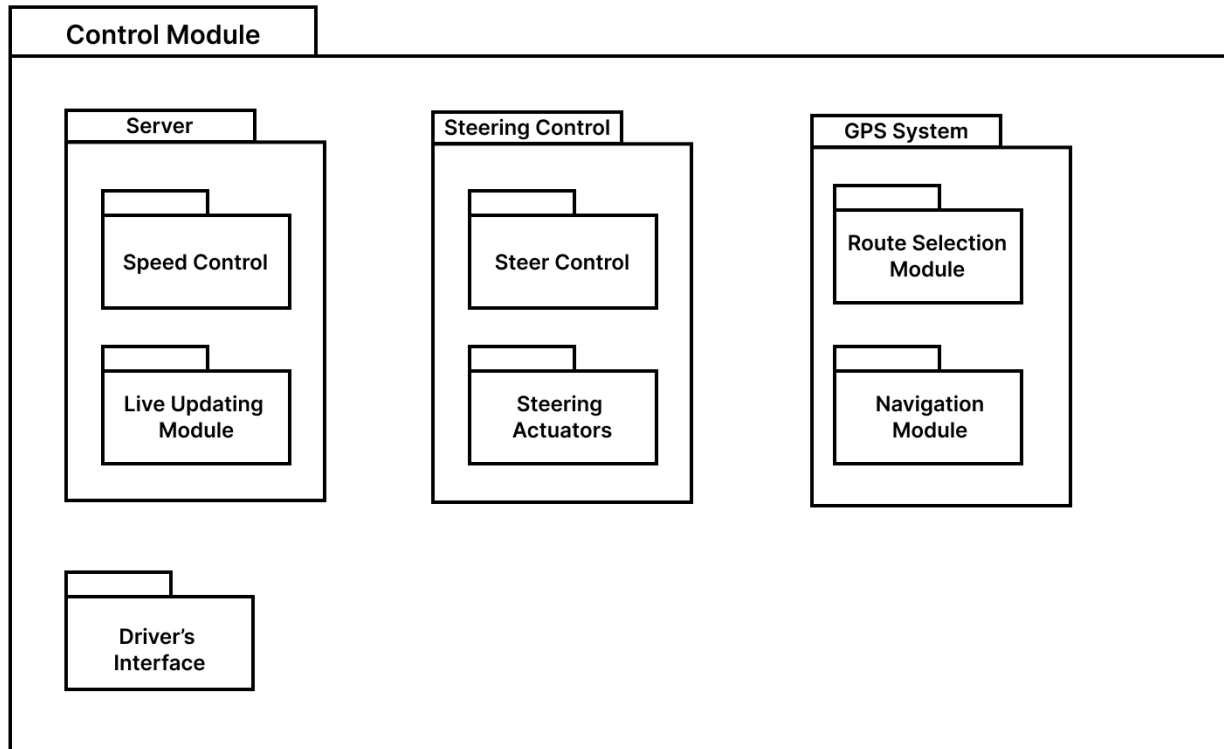 Control Module
Server
Steering Control
GPS System
Speed Control
Steer Control
Route Selection
Module
Live Updating
Module
Steering
Actuators
Navigation
Module
Driver’s
Interface